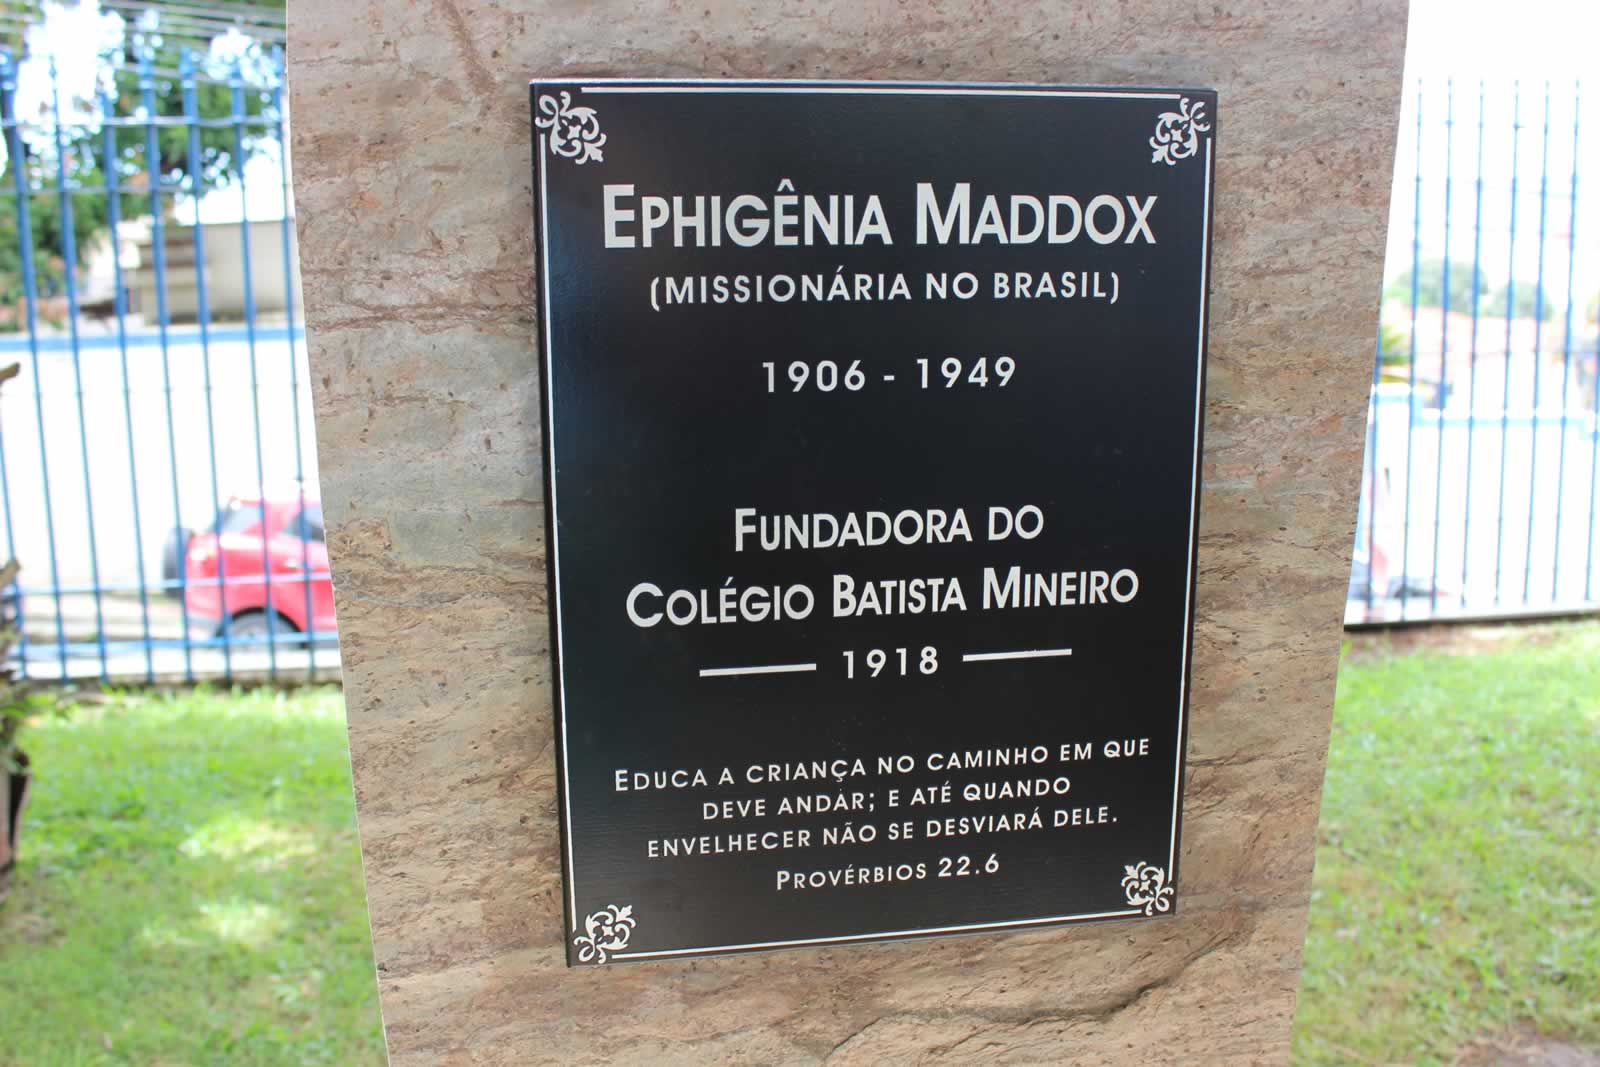 EPHIGÊNIA MADDOX
(MISSIONÁRIA NO BRASIL)
1906 - 1949
FUNDADORA DO
COLÉGIO BATISTA MINEIRO
1918
EDUCA A CRIANÇA NO CAMINHO EM QUE
DEVE ANDAR; E ATÉ QUANDO
ENVELHECER NÃO SE DESVIARÁ DELE.
PROVÉRBIOS 22.6